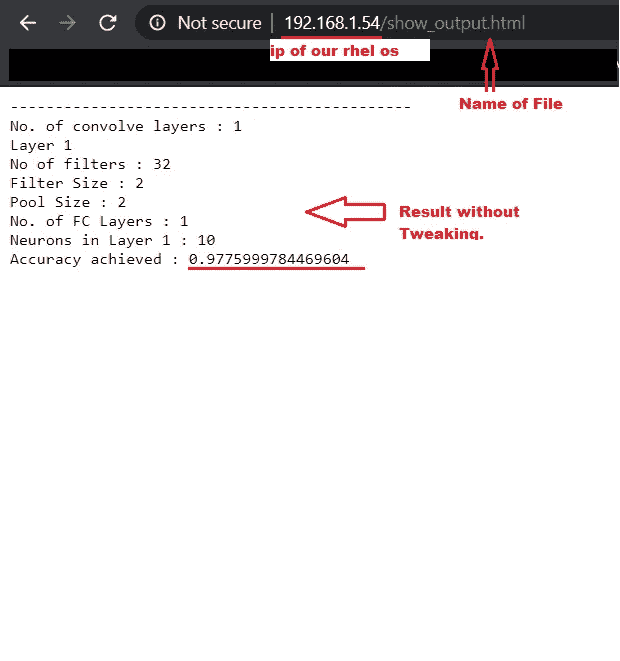 Not secure | 192.168.1.54/show_output.html
ip of our rhel os
Name of File
---------------------------------------------
No. of convolve layers : 1
Layer 1
No of filters : 32
Filter Size : 2
Pool Size : 2
No. of FC Layers : 1
Neurons in Layer 1 : 10
Accuracy achieved : 0.9775999784469604
Result without
Tweaking.